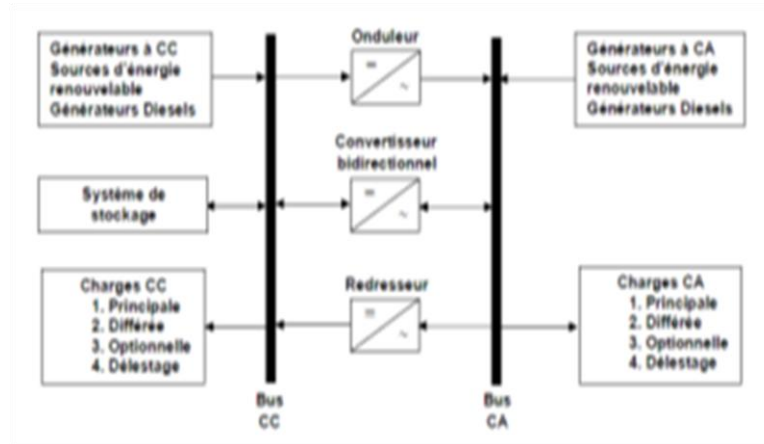 Générateurs à CC
Sources d'énergie
renouvelable
Générateurs Diesels
Onduleur
Générateurs à CA
Sources d'énergie
renouvelable
Générateurs Diesels
Système de
stockage
Convertisseur
bidirectionnel
Charges CC
1. Principale
2. Différée
3. Optionnelle
4. Délestage
Redresseur
Charges CA
1. Principale
2. Différée
3. Optionnelle
4. Délestage
Bus
CC
Bus
CA